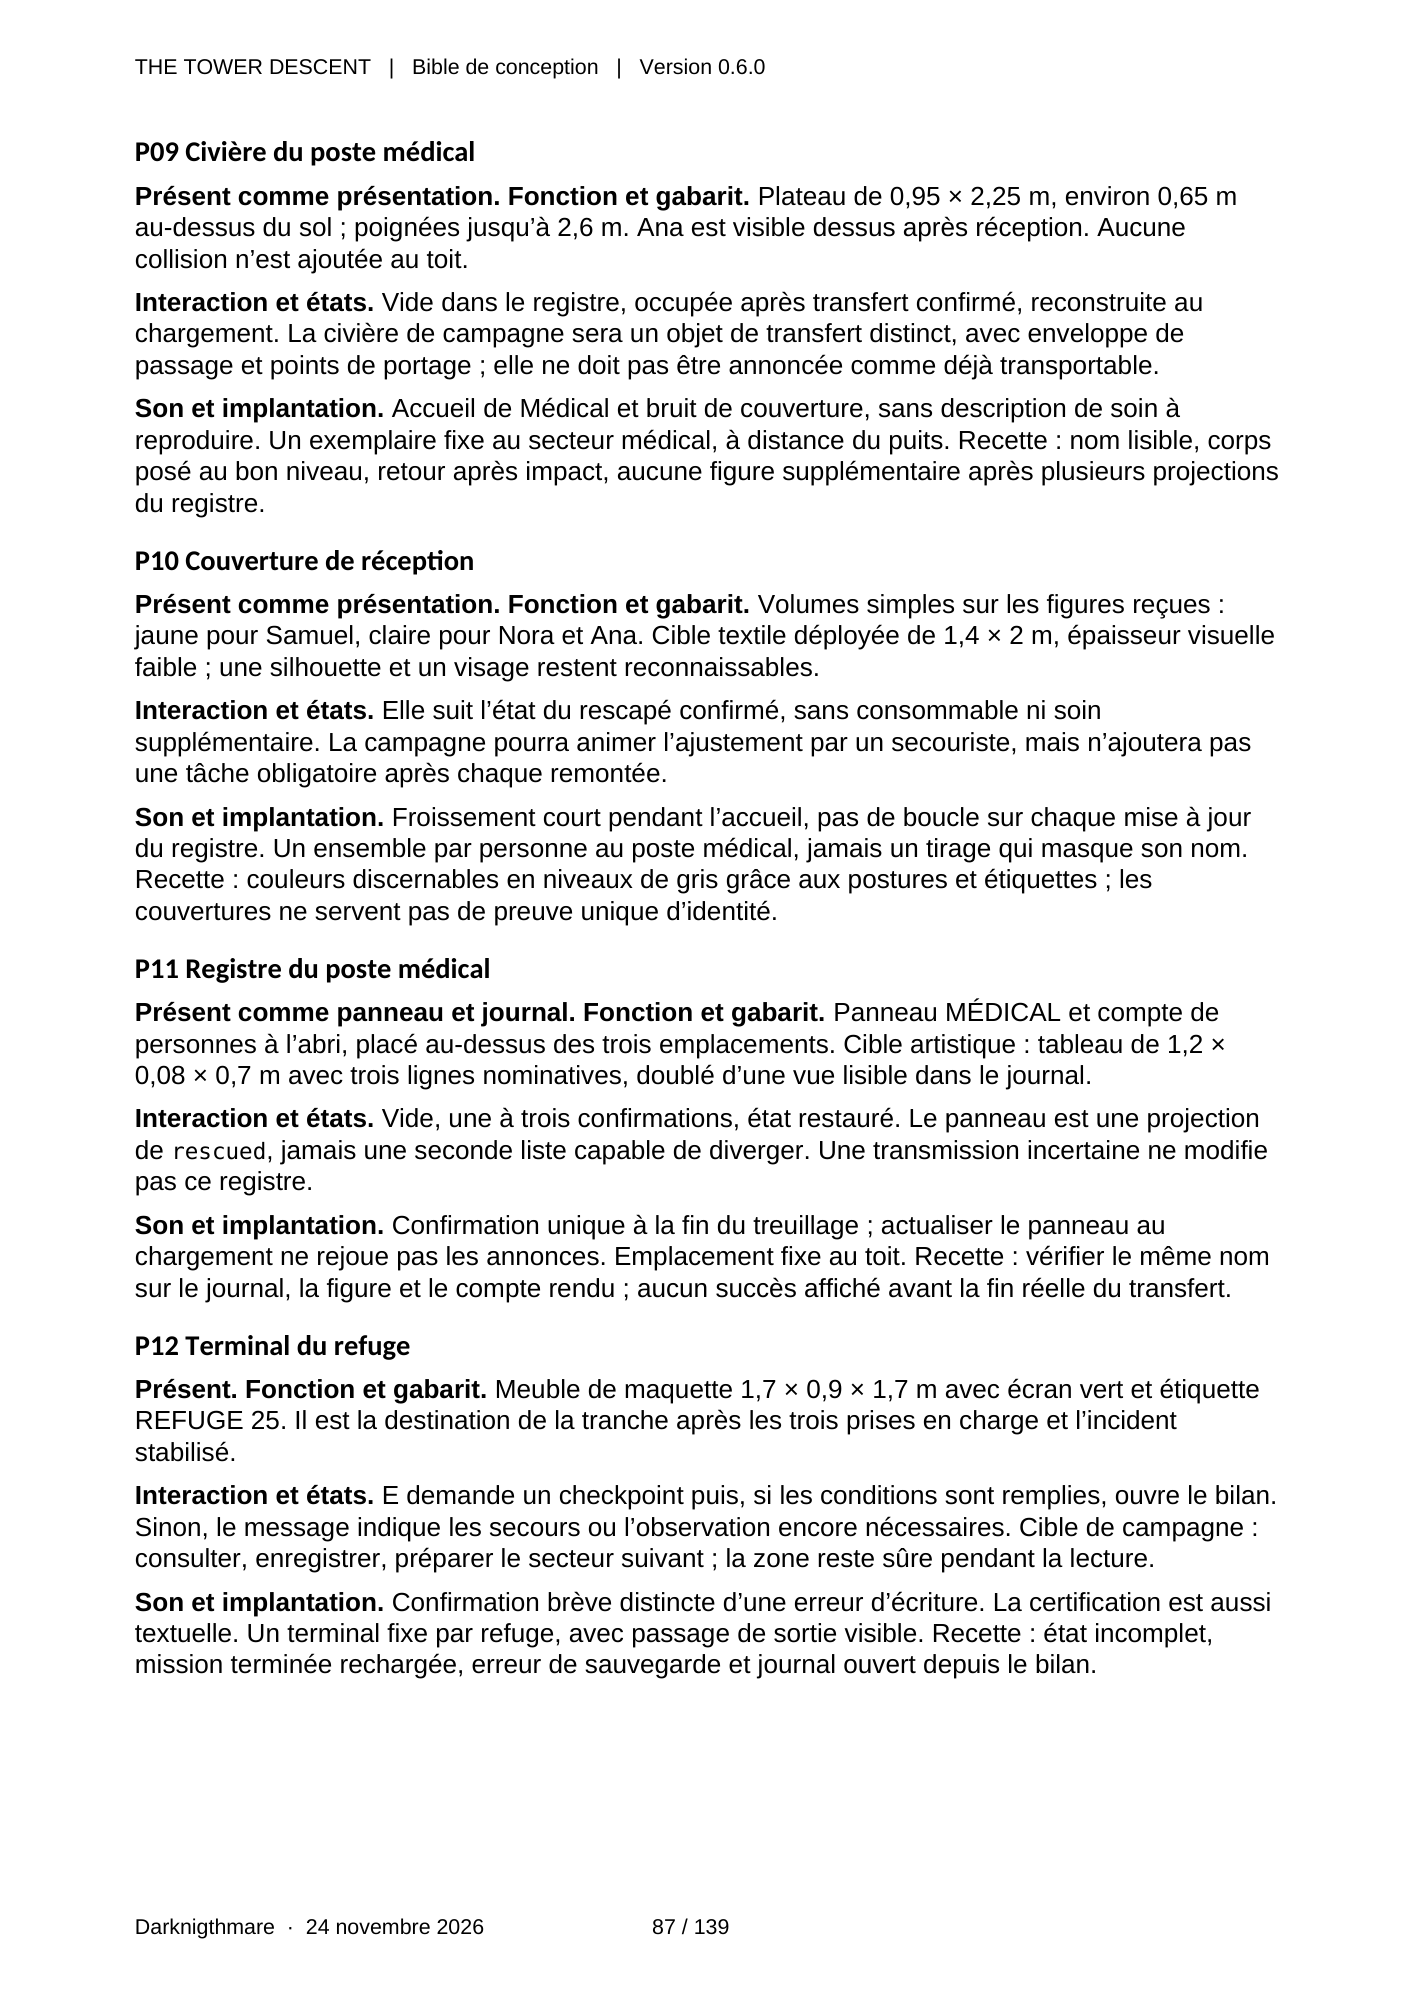 THE TOWER DESCENT | Bible de conception | Version 0.6.0
P09 Civière du poste médical
Présent comme présentation. Fonction et gabarit. Plateau de 0,95 × 2,25 m, environ 0,65 m
au-dessus du sol ; poignées jusqu’à 2,6 m. Ana est visible dessus après réception. Aucune
collision n’est ajoutée au toit.
Interaction et états. Vide dans le registre, occupée après transfert confirmé, reconstruite au
chargement. La civière de campagne sera un objet de transfert distinct, avec enveloppe de
passage et points de portage ; elle ne doit pas être annoncée comme déjà transportable.
Son et implantation. Accueil de Médical et bruit de couverture, sans description de soin à
reproduire. Un exemplaire fixe au secteur médical, à distance du puits. Recette : nom lisible, corps
posé au bon niveau, retour après impact, aucune figure supplémentaire après plusieurs projections
du registre.
P10 Couverture de réception
Présent comme présentation. Fonction et gabarit. Volumes simples sur les figures reçues :
jaune pour Samuel, claire pour Nora et Ana. Cible textile déployée de 1,4 × 2 m, épaisseur visuelle
faible ; une silhouette et un visage restent reconnaissables.
Interaction et états. Elle suit l’état du rescapé confirmé, sans consommable ni soin
supplémentaire. La campagne pourra animer l’ajustement par un secouriste, mais n’ajoutera pas
une tâche obligatoire après chaque remontée.
Son et implantation. Froissement court pendant l’accueil, pas de boucle sur chaque mise à jour
du registre. Un ensemble par personne au poste médical, jamais un tirage qui masque son nom.
Recette : couleurs discernables en niveaux de gris grâce aux postures et étiquettes ; les
couvertures ne servent pas de preuve unique d’identité.
P11 Registre du poste médical
Présent comme panneau et journal. Fonction et gabarit. Panneau MÉDICAL et compte de
personnes à l’abri, placé au-dessus des trois emplacements. Cible artistique : tableau de 1,2 ×
0,08 × 0,7 m avec trois lignes nominatives, doublé d’une vue lisible dans le journal.
Interaction et états. Vide, une à trois confirmations, état restauré. Le panneau est une projection
de rescued, jamais une seconde liste capable de diverger. Une transmission incertaine ne modifie
pas ce registre.
Son et implantation. Confirmation unique à la fin du treuillage ; actualiser le panneau au
chargement ne rejoue pas les annonces. Emplacement fixe au toit. Recette : vérifier le même nom
sur le journal, la figure et le compte rendu ; aucun succès affiché avant la fin réelle du transfert.
P12 Terminal du refuge
Présent. Fonction et gabarit. Meuble de maquette 1,7 × 0,9 × 1,7 m avec écran vert et étiquette
REFUGE 25. Il est la destination de la tranche après les trois prises en charge et l’incident
stabilisé.
Interaction et états. E demande un checkpoint puis, si les conditions sont remplies, ouvre le bilan.
Sinon, le message indique les secours ou l’observation encore nécessaires. Cible de campagne :
consulter, enregistrer, préparer le secteur suivant ; la zone reste sûre pendant la lecture.
Son et implantation. Confirmation brève distincte d’une erreur d’écriture. La certification est aussi
textuelle. Un terminal fixe par refuge, avec passage de sortie visible. Recette : état incomplet,
mission terminée rechargée, erreur de sauvegarde et journal ouvert depuis le bilan.
Darknigthmare · 24 novembre 2026 87 / 139